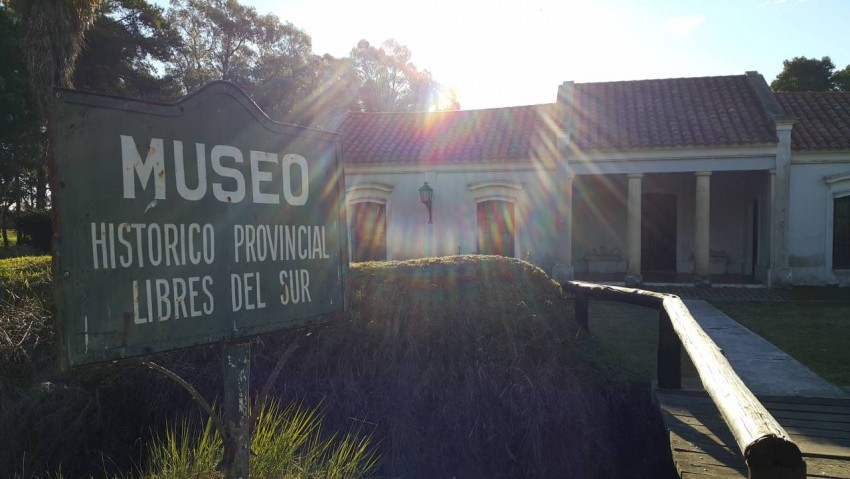 MUSEO
HISTORICO PROVINCIAL
LIBRES DEL SUR